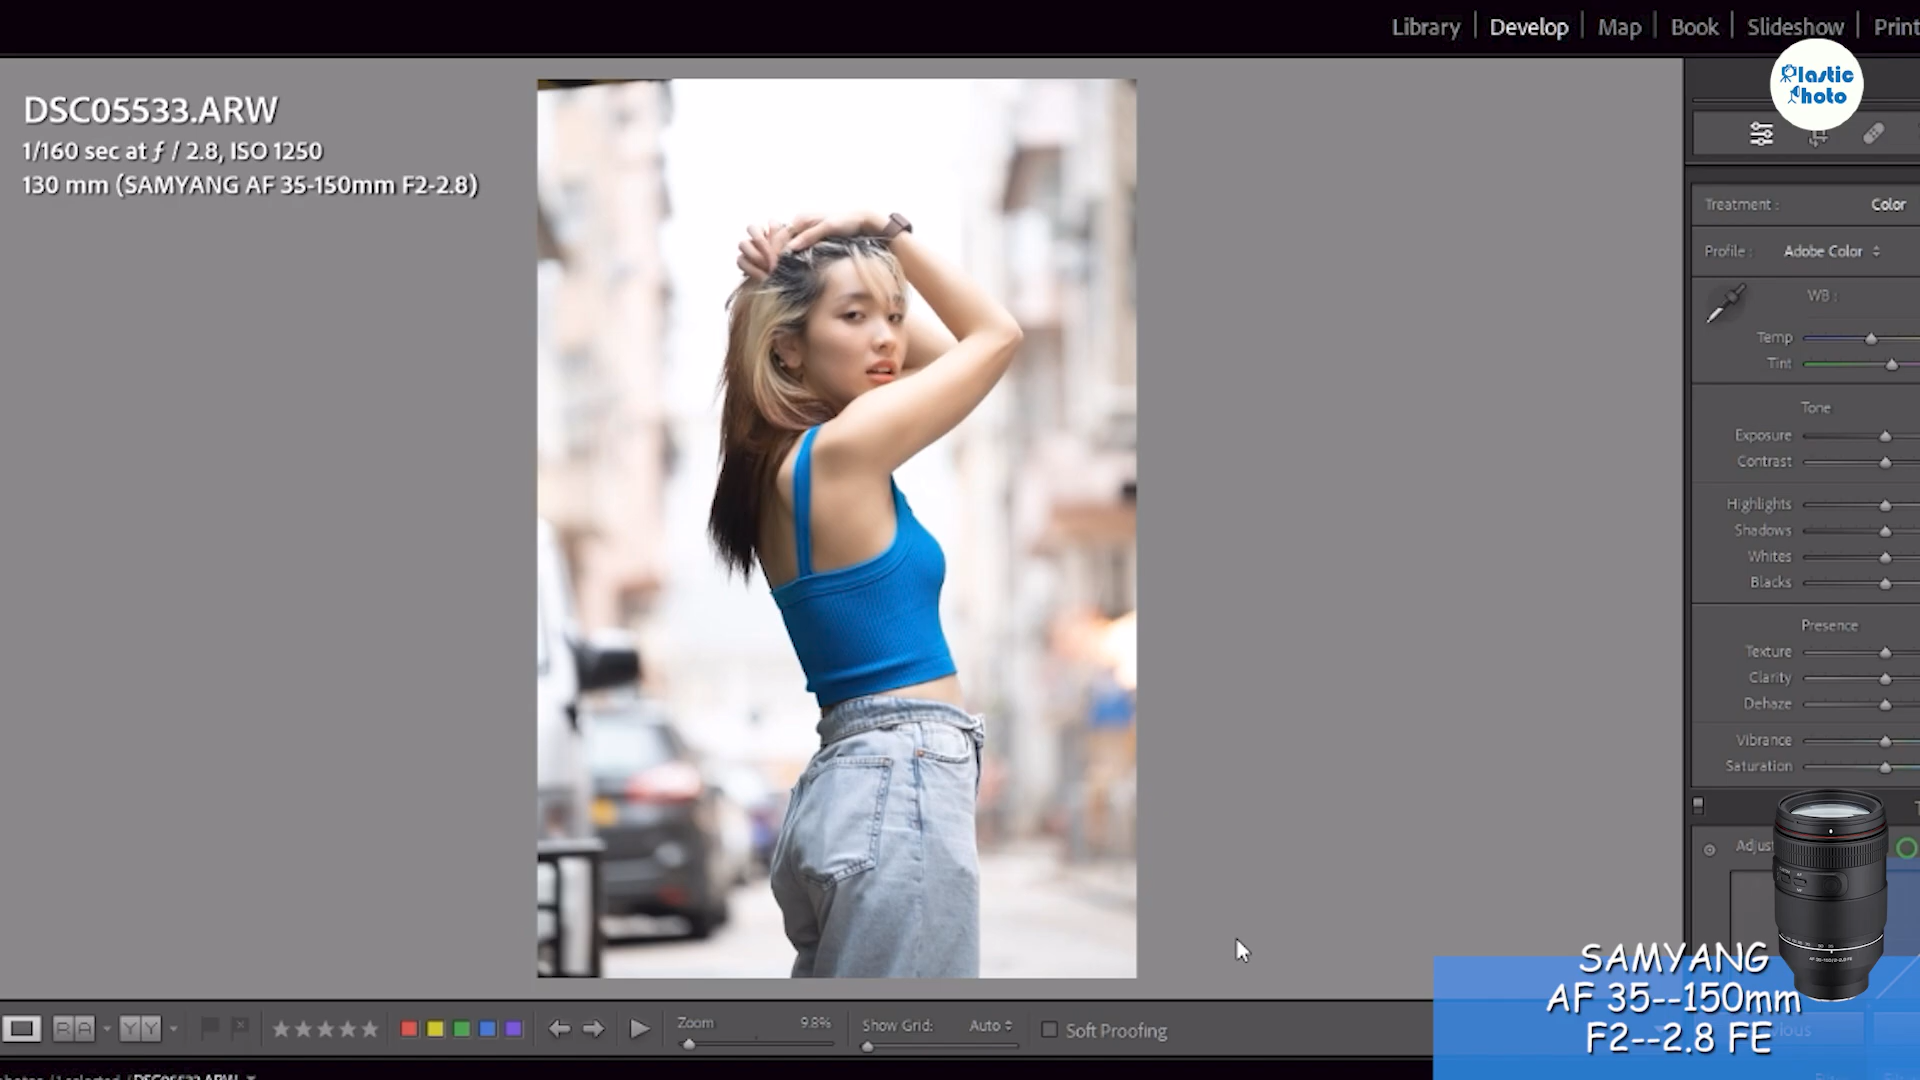 Library | Develop | Map | Book | Slideshow | Print
Plastic
Photo
DSC05533.ARW
1/160 sec at ƒ / 2.8, ISO 1250
130 mm (SAMYANG AF 35-150mm F2-2.8)
Treatment : Color
Profile : Adobe Color
WB :
Temp
Tint
Tone
Exposure
Contrast
Highlights
Shadows
Whites
Blacks
Presence
Texture
Clarity
Dehaze
Vibrance
Saturation
SAMYANG
AF 35--150mm
F2--2.8 FE
R A Y Y Zoom 9.8% Show Grid: Auto Soft Proofing
DSC05533.ARW